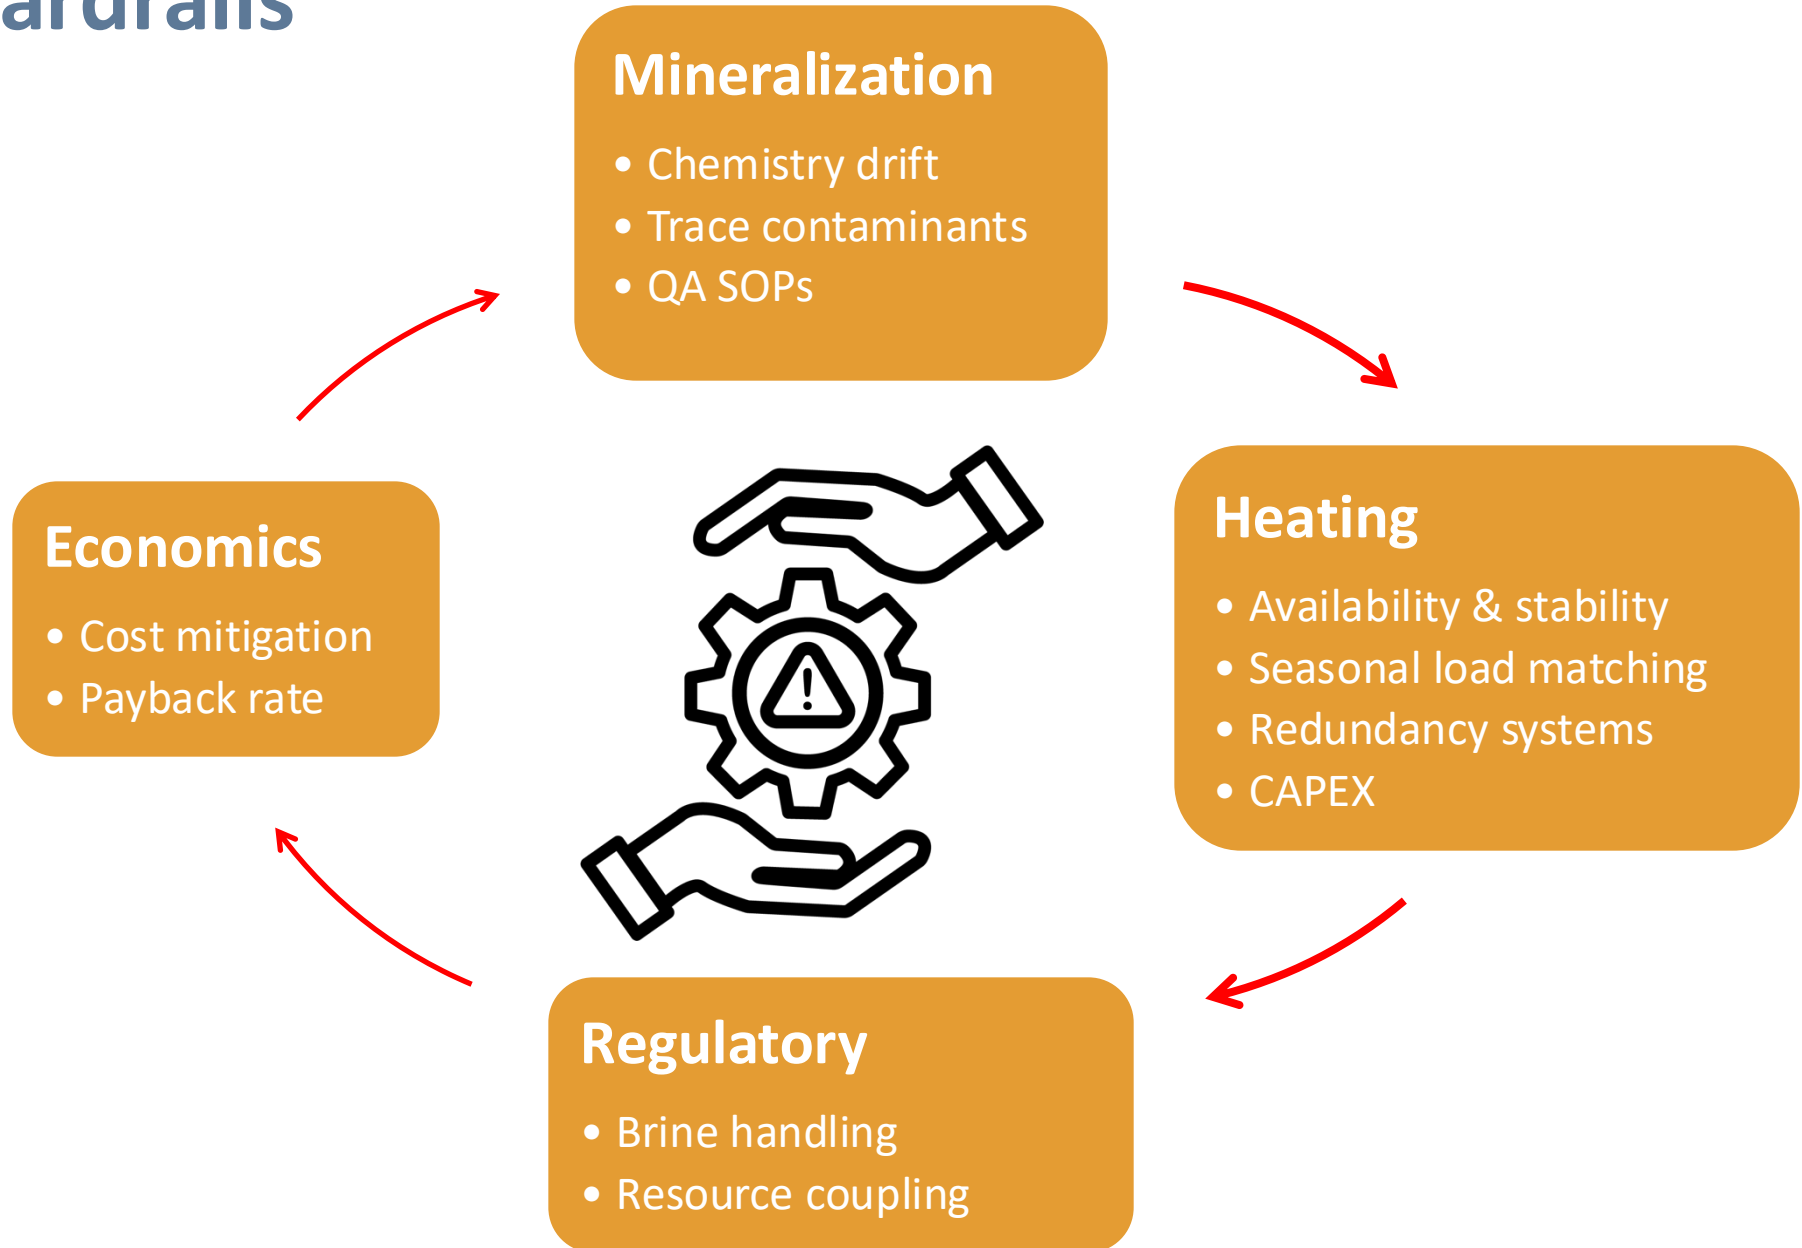 ardrails
Mineralization
• Chemistry drift
• Trace contaminants
• QA SOPs
Heating
• Availability & stability
• Seasonal load matching
• Redundancy systems
• CAPEX
Regulatory
• Brine handling
• Resource coupling
Economics
• Cost mitigation
• Payback rate
!